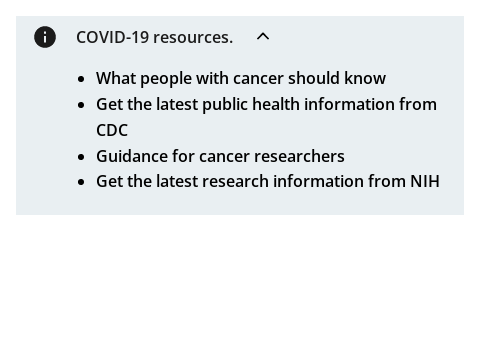 COVID-19 resources.
What people with cancer should know
Get the latest public health information from
CDC
Guidance for cancer researchers
Get the latest research information from NIH